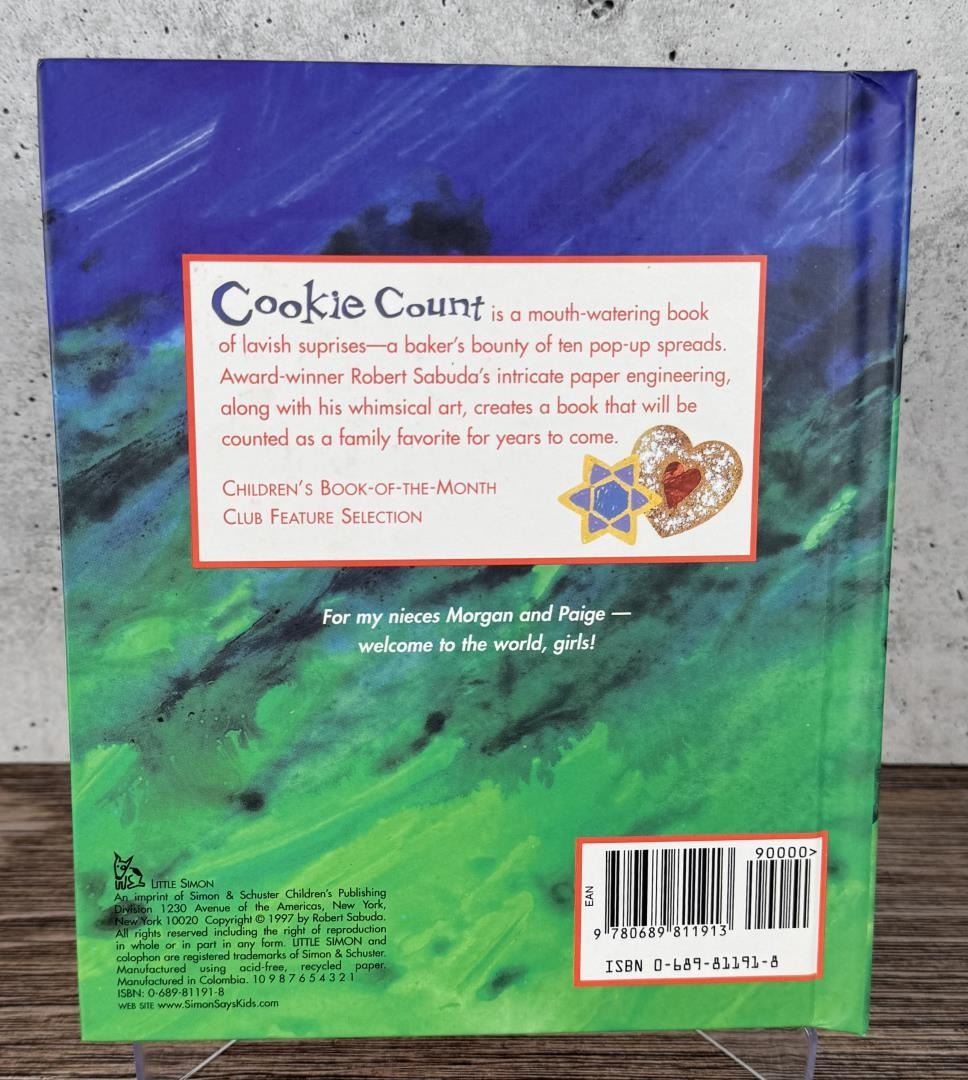 Cookie Count is a mouth-watering book
of lavish suprises—a baker's bounty of ten pop-up spreads.
Award-winner Robert Sabuda's intricate paper engineering,
along with his whimsical art, creates a book that will be
counted as a family favorite for years to come.
Children's Book-of-the-Month
Club Feature Selection
For my nieces Morgan and Paige —
welcome to the world, girls!
Little Simon
An imprint of Simon & Schuster Children's Publishing
Division 1230 Avenue of the Americas, New York,
New York 10020 Copyright © 1997 by Robert Sabuda.
All rights reserved including the right of reproduction
in whole or in part in any form. LITTLE SIMON and
colophon are registered trademarks of Simon & Schuster.
Manufactured using acid-free, recycled paper.
Manufactured in Colombia. 10 9 8 7 6 5 4 3 2 1
ISBN: 0-689-81191-8
WEB SITE www.SimonSaysKids.com
90000>
EAN
9 780689 811913
ISBN 0-689-81191-8